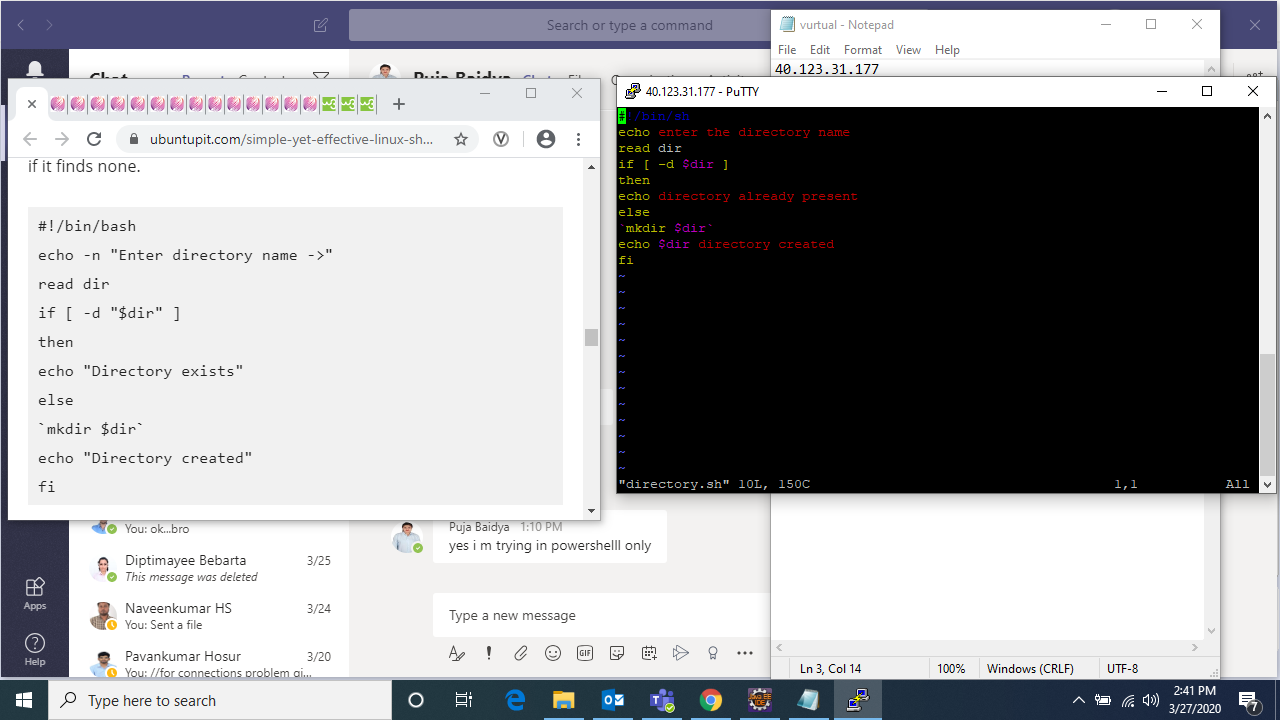 Search or type a command
vurtual - Notepad
File Edit Format View Help
40.123.31.177
ubuntupit.com/simple-yet-effective-linux-sh...
if it finds none.
#!/bin/bash
echo -n "Enter directory name ->"
read dir
if [ -d "$dir" ]
then
echo "Directory exists"
else
`mkdir $dir`
echo "Directory created"
fi
40.123.31.177 - PuTTY
#!/bin/sh
echo enter the directory name
read dir
if [ -d $dir ]
then
echo directory already present
else
`mkdir $dir`
echo $dir directory created
fi
~
~
~
~
~
~
~
~
~
~
~
~
~
"directory.sh" 10L, 150C 1,1 All
You: ok...bro
Diptimayee Bebarta 3/25
This message was deleted
Naveenkumar HS 3/24
You: Sent a file
Pavankumar Hosur 3/20
You: //for connections problem gi...
Apps
Help
Puja Baidya 1:10 PM
yes i m trying in powershelll only
Type a new message
GIF
Ln 3, Col 14 100% Windows (CRLF) UTF-8
Type here to search
2:41 PM
3/27/2020
7